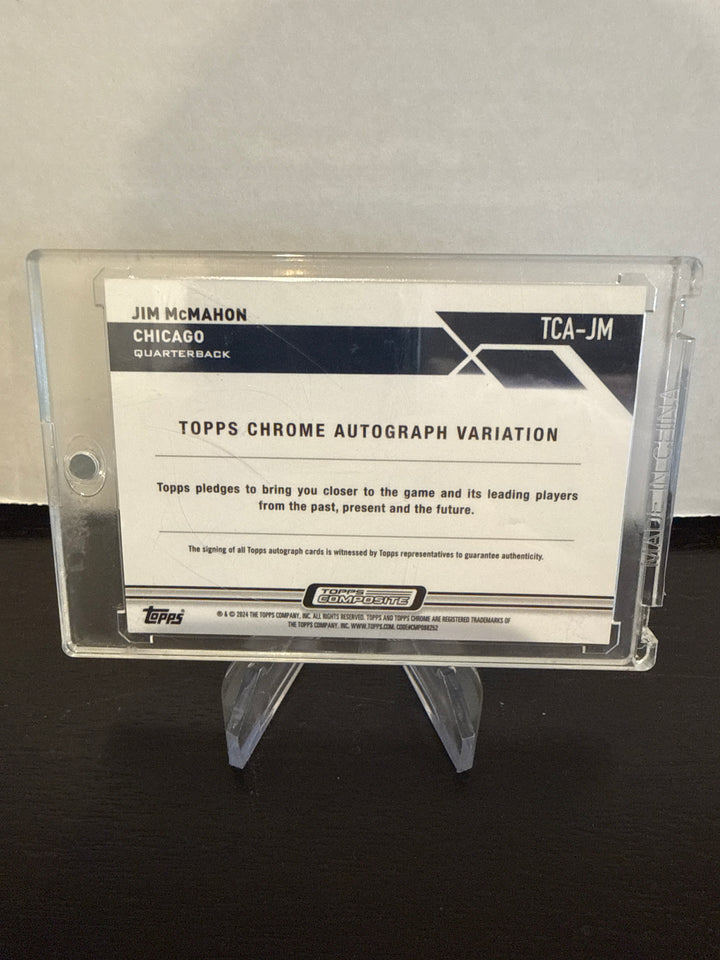 JIM McMAHON
CHICAGO
QUARTERBACK
TCA-JM
TOPPS CHROME AUTOGRAPH VARIATION
Topps pledges to bring you closer to the game and its leading players
from the past, present and the future.
The signing of all Topps autograph cards is witnessed by Topps representatives to guarantee authenticity.
TOPPS
COMPOSITE
topps
® & © 2024 THE TOPPS COMPANY, INC. ALL RIGHTS RESERVED. TOPPS AND TOPPS CHROME ARE REGISTERED TRADEMARKS OF
THE TOPPS COMPANY, INC. WWW.TOPPS.COM. CODE#CMP088252
MADE IN CHINA